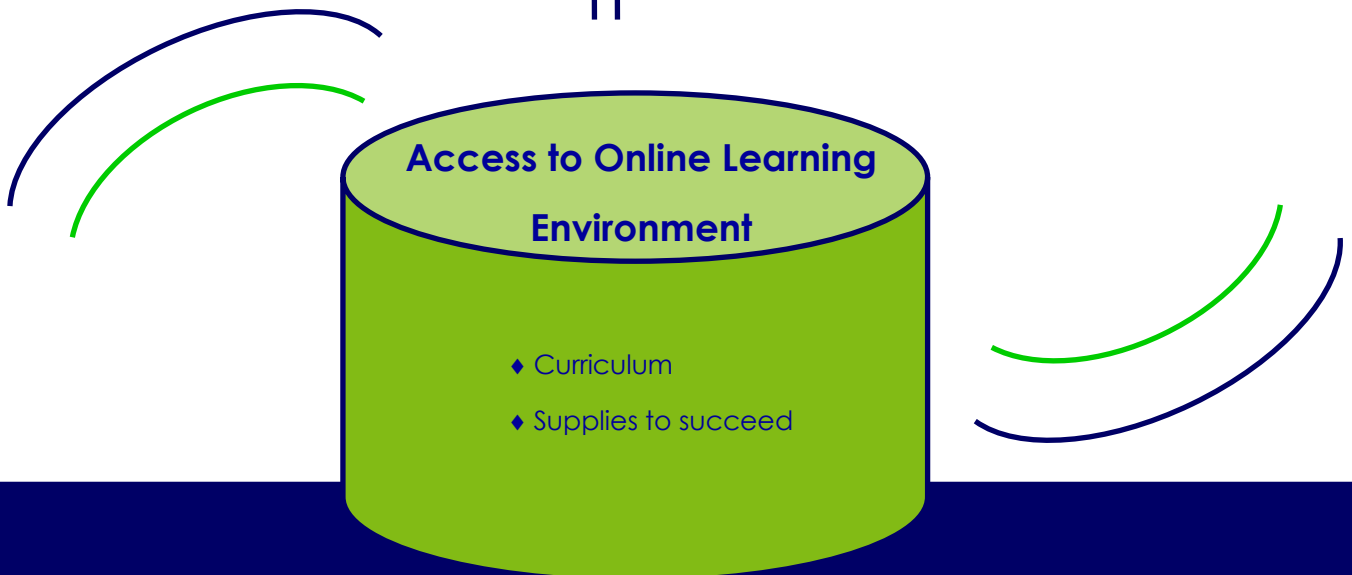 Access to Online Learning
Environment
♦ Curriculum
♦ Supplies to succeed